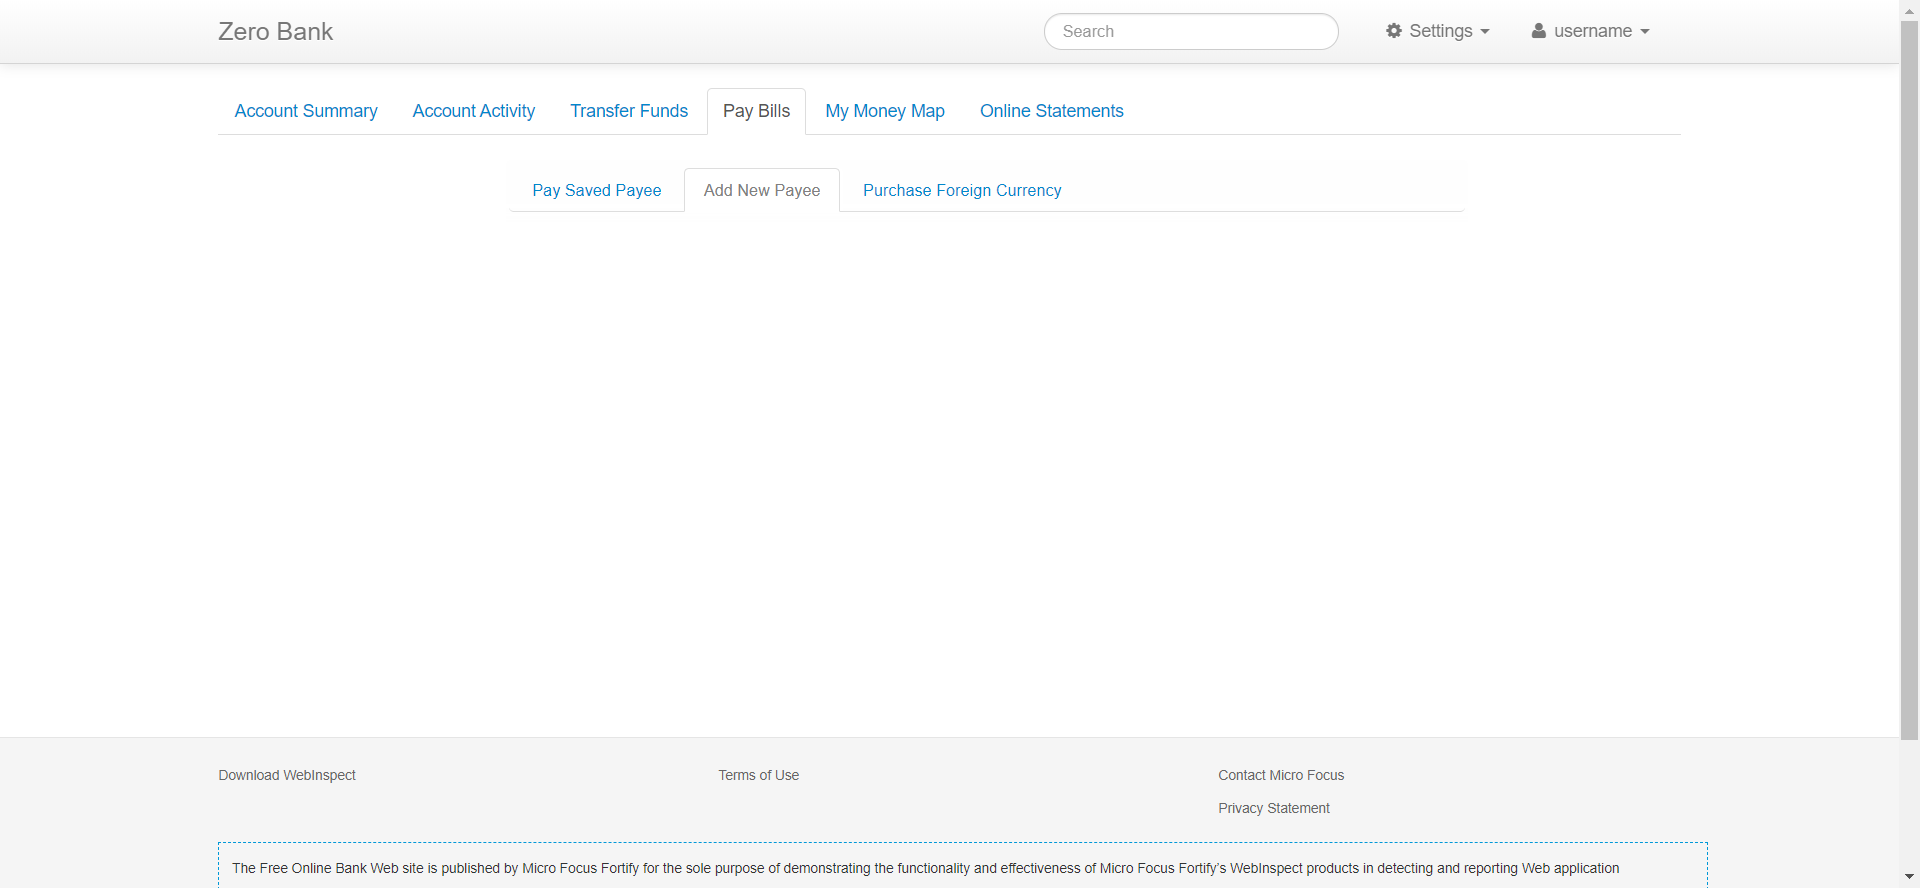 Zero Bank
Search
Settings
username
Account Summary
Account Activity
Transfer Funds
Pay Bills
My Money Map
Online Statements
Pay Saved Payee
Add New Payee
Purchase Foreign Currency
Download WebInspect
Terms of Use
Contact Micro Focus
Privacy Statement
The Free Online Bank Web site is published by Micro Focus Fortify for the sole purpose of demonstrating the functionality and effectiveness of Micro Focus Fortify’s WebInspect products in detecting and reporting Web application